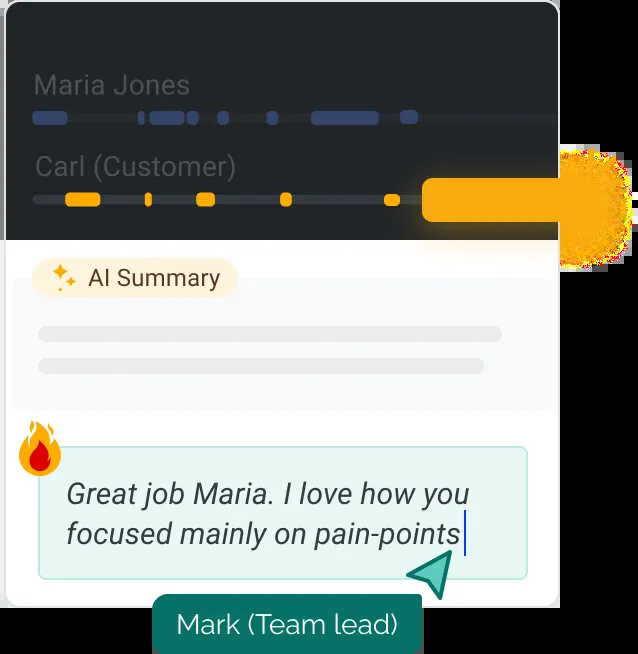 Maria Jones
Carl (Customer)
AI Summary
Great job Maria. I love how you
focused mainly on pain-points
Mark (Team lead)